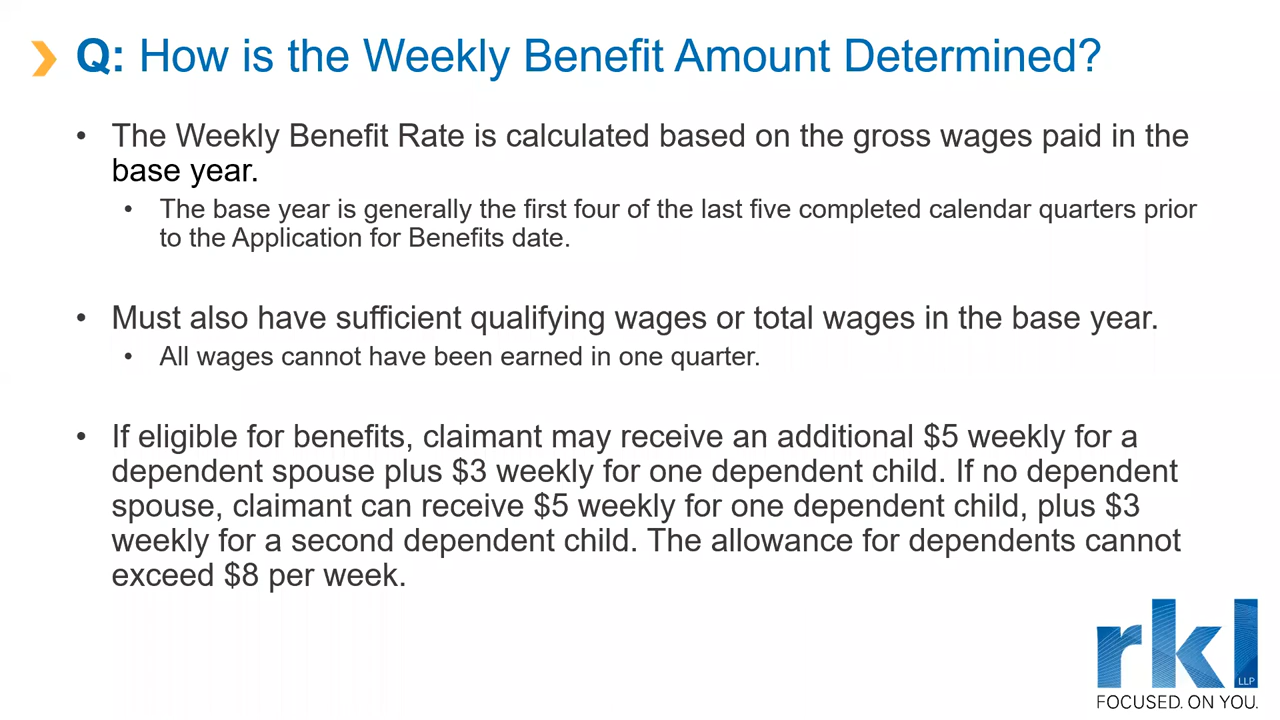 Q: How is the Weekly Benefit Amount Determined?
• The Weekly Benefit Rate is calculated based on the gross wages paid in the
base year.
• The base year is generally the first four of the last five completed calendar quarters prior
to the Application for Benefits date.
• Must also have sufficient qualifying wages or total wages in the base year.
• All wages cannot have been earned in one quarter.
• If eligible for benefits, claimant may receive an additional $5 weekly for a
dependent spouse plus $3 weekly for one dependent child. If no dependent
spouse, claimant can receive $5 weekly for one dependent child, plus $3
weekly for a second dependent child. The allowance for dependents cannot
exceed $8 per week.
rkl
LLP
FOCUSED. ON YOU.